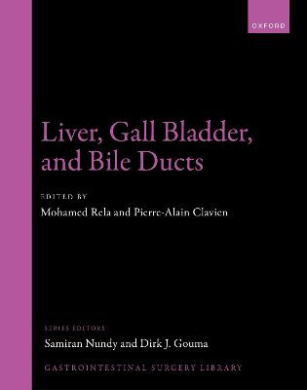 OXFORD
Liver, Gall Bladder,
and Bile Ducts
EDITED BY
Mohamed Rela and Pierre-Alain Clavien
SERIES EDITORS
Samiran Nundy and Dirk J. Gouma
GASTROINTESTINAL SURGERY LIBRARY